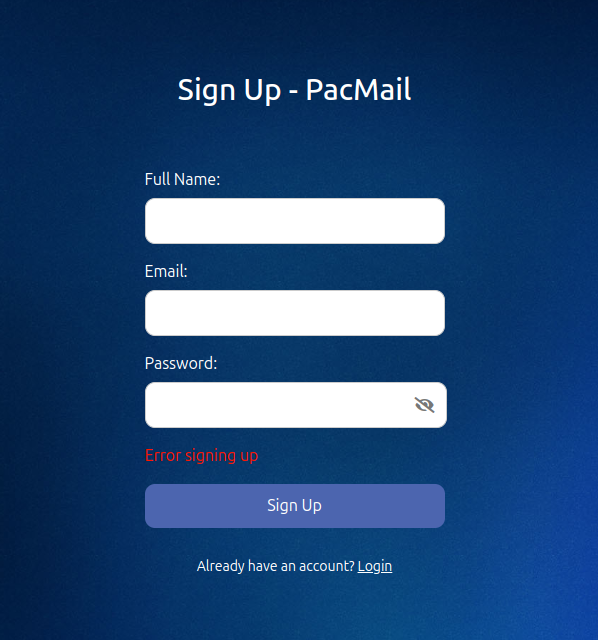 Sign Up - PacMail
Full Name:
Email:
Password:
Error signing up
Sign Up
Already have an account? Login